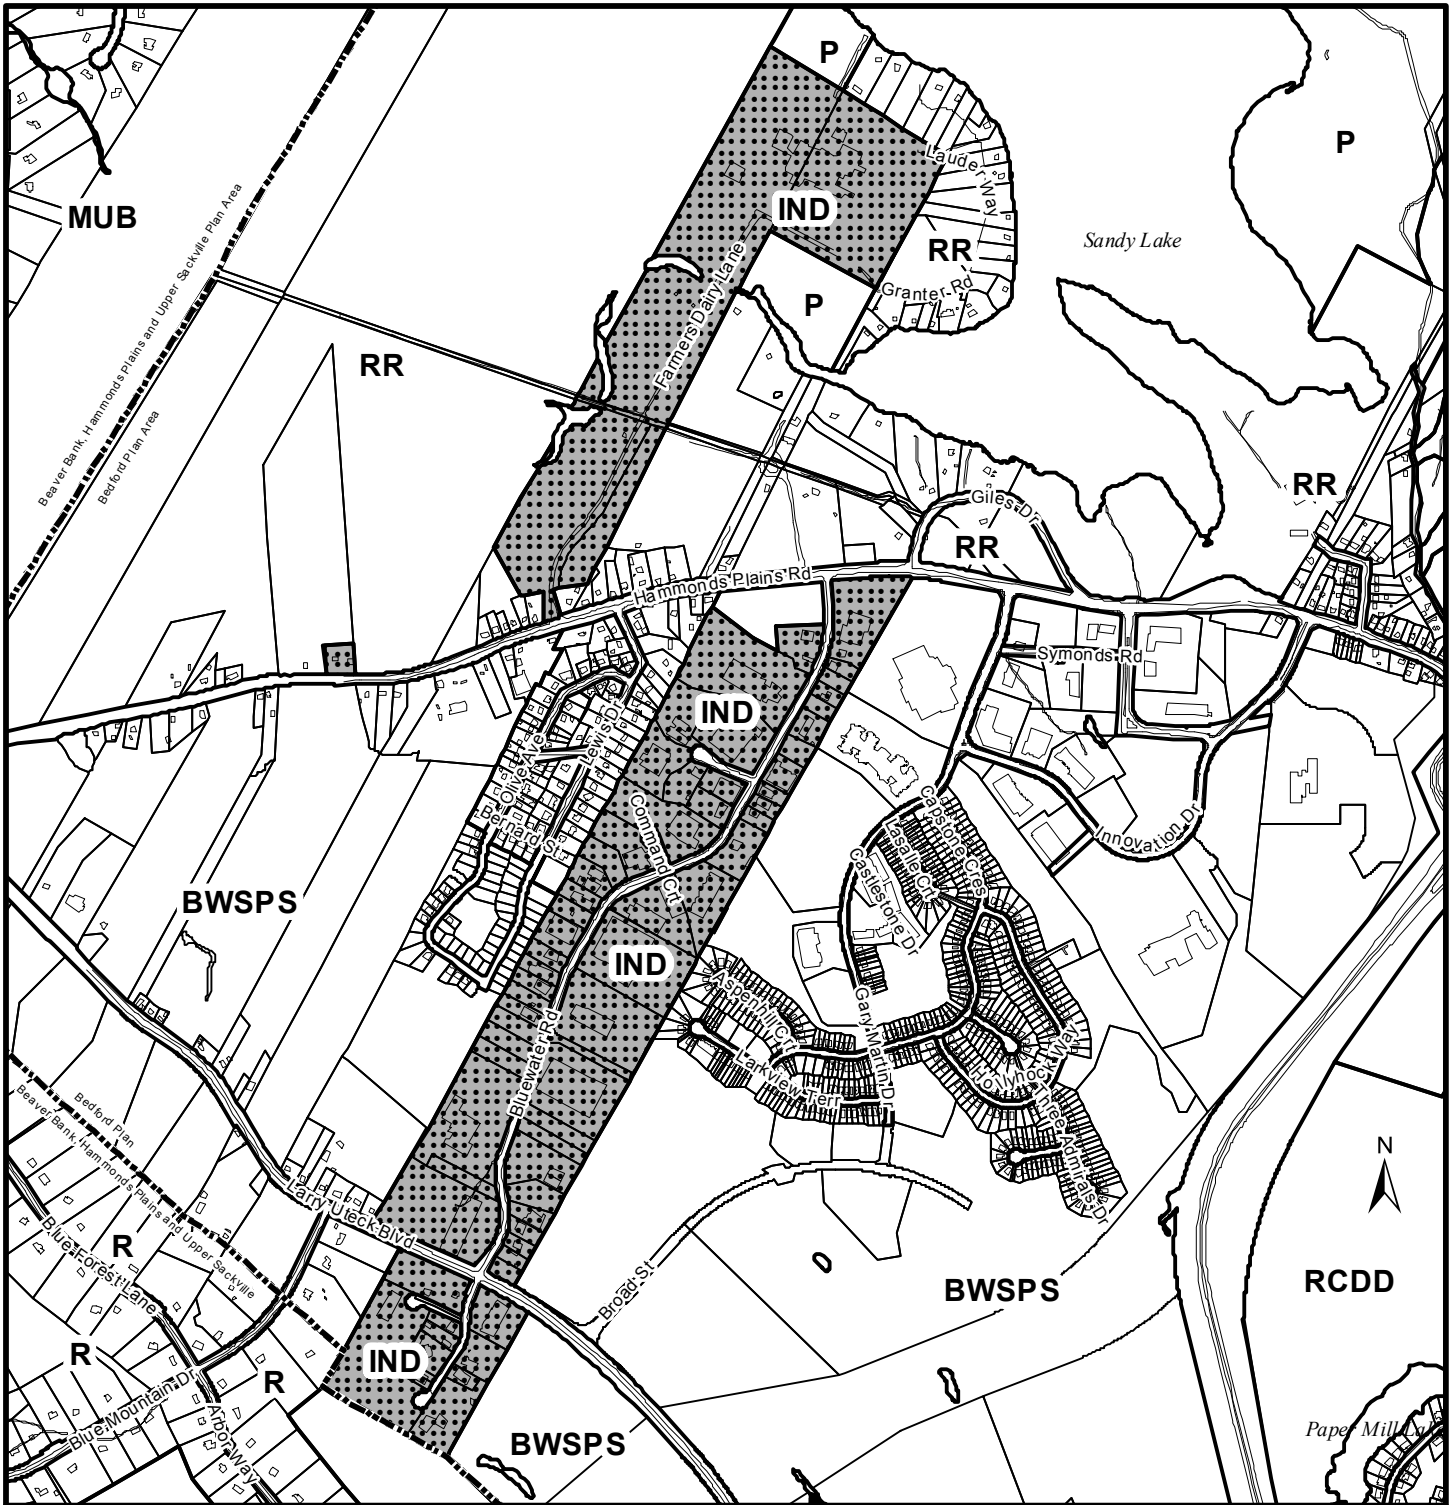 P
P
Lauder Way
MUB
IND
RR
Sandy Lake
Granter Rd
P
Farmers Dairy Lane
Beaver Bank, Hammonds Plains and Upper Sackville Plan Area
Bedford Plan Area
RR
RR
Giles Dr
RR
Hammonds Plains Rd
Symonds Rd
IND
Lewis Dr
Olive Ave
Bernard St
Command Crt
Capstone Cres
Lasalle Crt
Castlestone Dr
Innovation Dr
BWSPS
IND
Aspenhill Crt
Gary Martin Dr
Larkview Terr
Hollyhock Way
Three Admirals Dr
Bluewater Rd
Bedford Plan
Beaver Bank, Hammonds Plains and Upper Sackville
N
Larry Uteck Blvd
Blue Forest Lane
R
Broad St
BWSPS
RCDD
R
R
IND
Blue Mountain Dr
Arbor Way
BWSPS
Paper Mill Lake